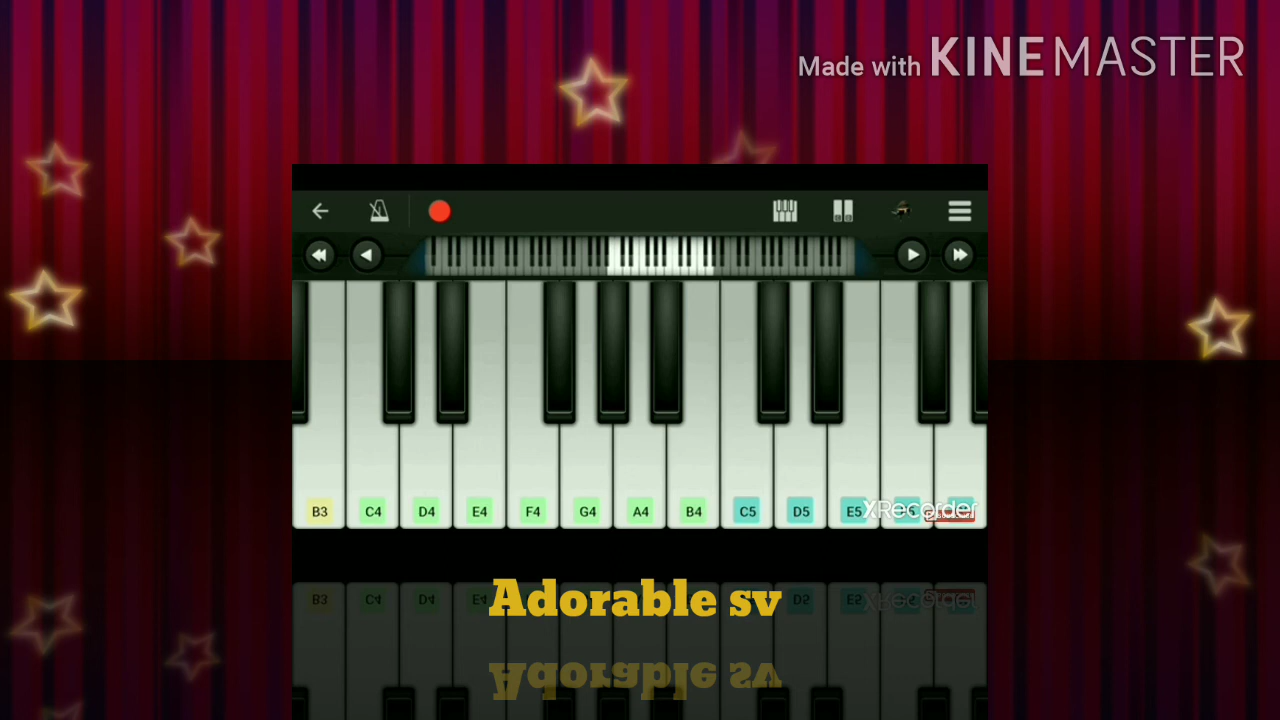 Made with KINEMASTER
B3 C4 D4 E4 F4 G4 A4 B4 C5 D5 E5
XRecorder
Adorable sv